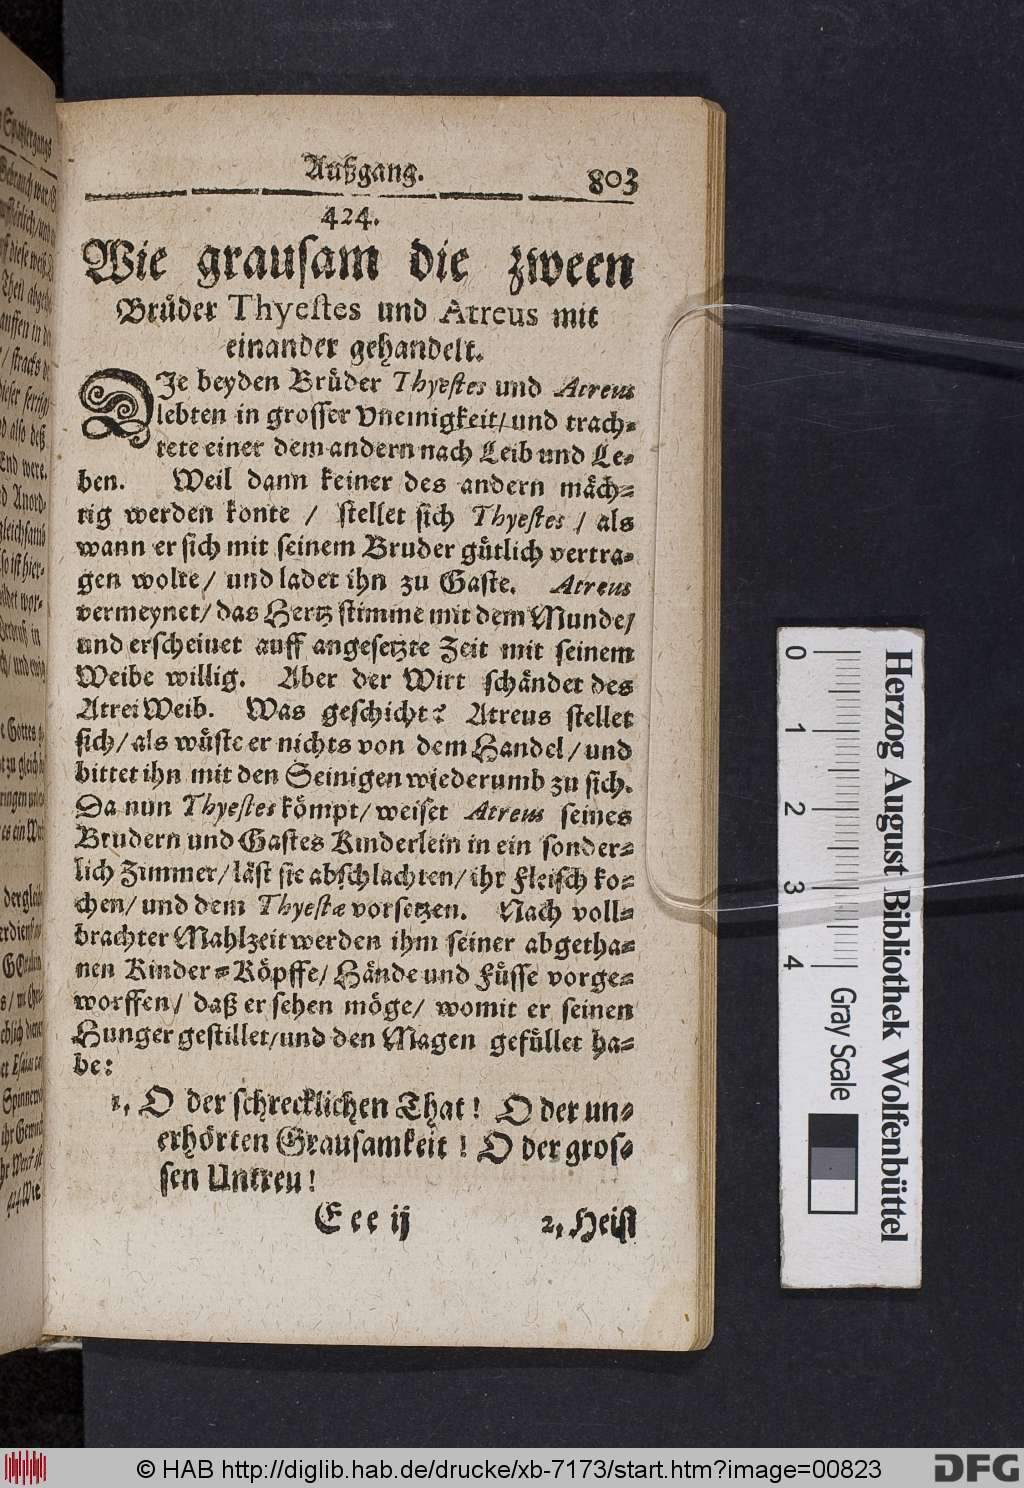 Außgang.
803
424.
Wie grausam die zween
Brüder Thyestes und Atreus mit
einander gehandelt.
DIe beyden Brüder Thyestes und Atreus
lebten in grosser Uneinigkeit/ und trach-
tete einer dem andern nach Leib und Le-
ben. Weil dann keiner des andern mäch-
tig werden konte / stellet sich Thyestes / als
wann er sich mit seinem Bruder gütlich vertra-
gen wolte/ und ladet ihn zu Gaste. Atreus
vermeynet/ das Hertz stimme mit dem Munde/
und erscheinet auff angesetzte Zeit mit seinem
Weibe willig. Aber der Wirt schändet des
Atrei Weib. Was geschicht? Atreus stellet
sich/ als wüste er nichts von dem Handel/ und
bittet ihn mit den Seinigen wiederumb zu sich.
Da nun Thyestes kömpt/ weiset Atreus seines
Brudern und Gastes Kinderlein in ein sonder-
lich Zimmer/ läst sie abschlachten/ ihr Fleisch ko-
chen/ und dem Thyestæ vorsetzen. Nach voll-
brachter Mahlzeit werden ihm seiner abgetha-
nen Kinder-Köpffe/ Hände und Füsse vorge-
worffen/ daß er sehen möge/ womit er seinen
Hunger gestillet/ und den Magen gefüllet ha-
be:
1. O der schrecklichen That! O der un-
erhörten Grausamkeit! O der gros-
sen Untreu!
Eee ij
2. Heist
Herzog August Bibliothek Wolfenbüttel
0 1 2 3 4
Gray Scale
© HAB http://diglib.hab.de/drucke/xb-7173/start.htm?image=00823
DFG